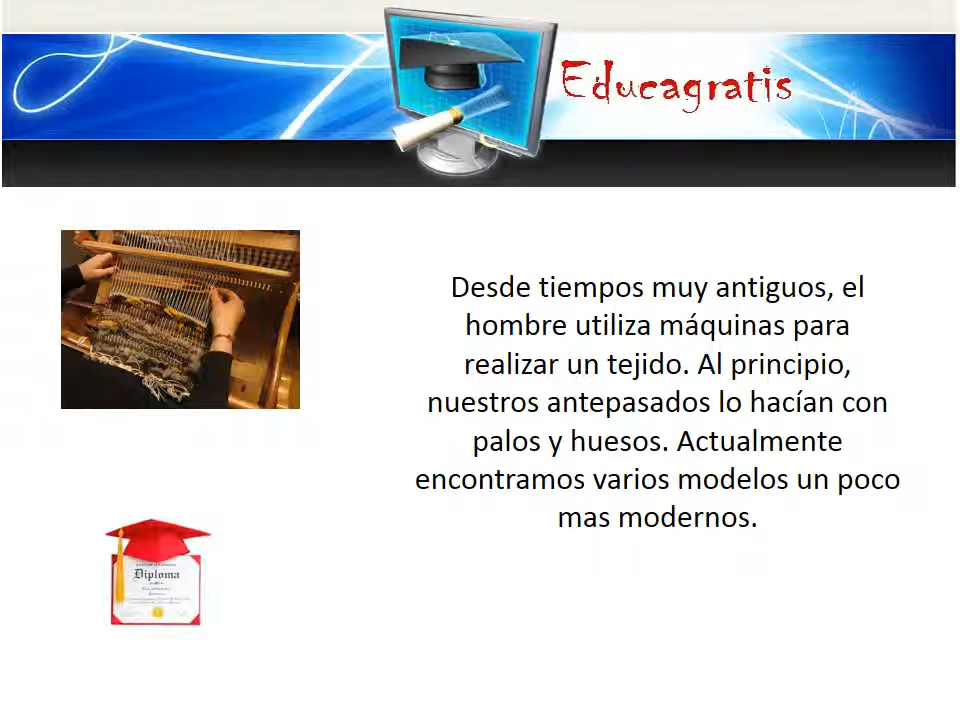 Educagratis
Desde tiempos muy antiguos, el
hombre utiliza máquinas para
realizar un tejido. Al principio,
nuestros antepasados lo hacían con
palos y huesos. Actualmente
encontramos varios modelos un poco
mas modernos.
Diploma